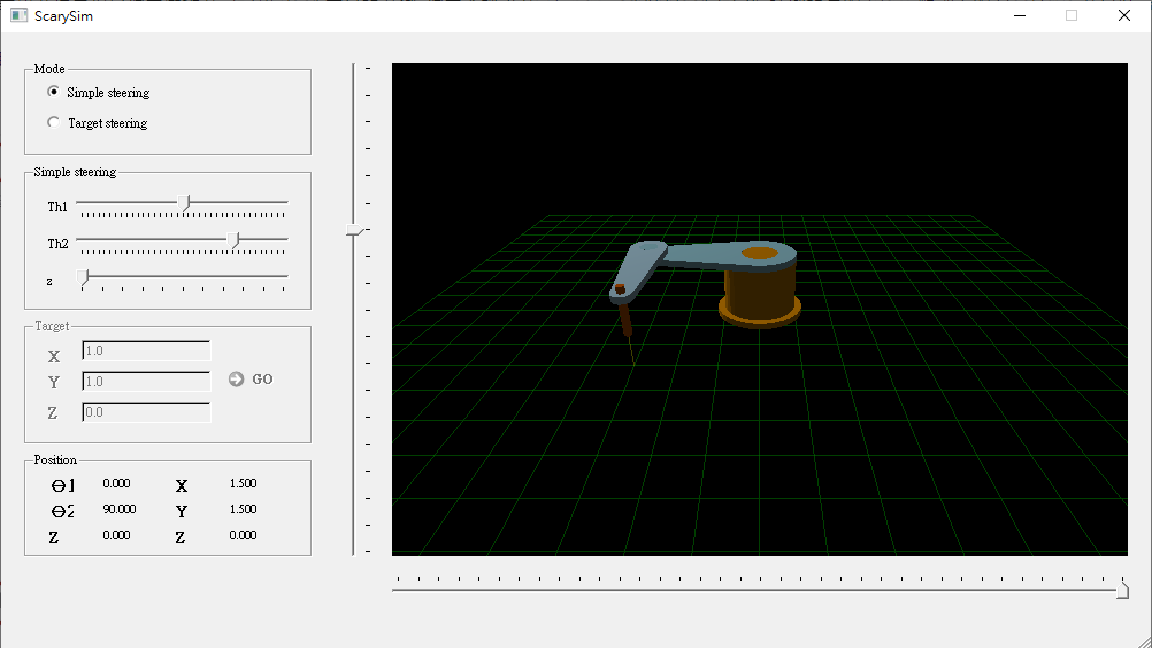 ScarySim
Mode
Simple steering
Target steering
Simple steering
Th1
Th2
z
Target
X 1.0
Y 1.0
GO
Z 0.0
Position
Θ1 0.000 X 1.500
Θ2 90.000 Y 1.500
Z 0.000 Z 0.000